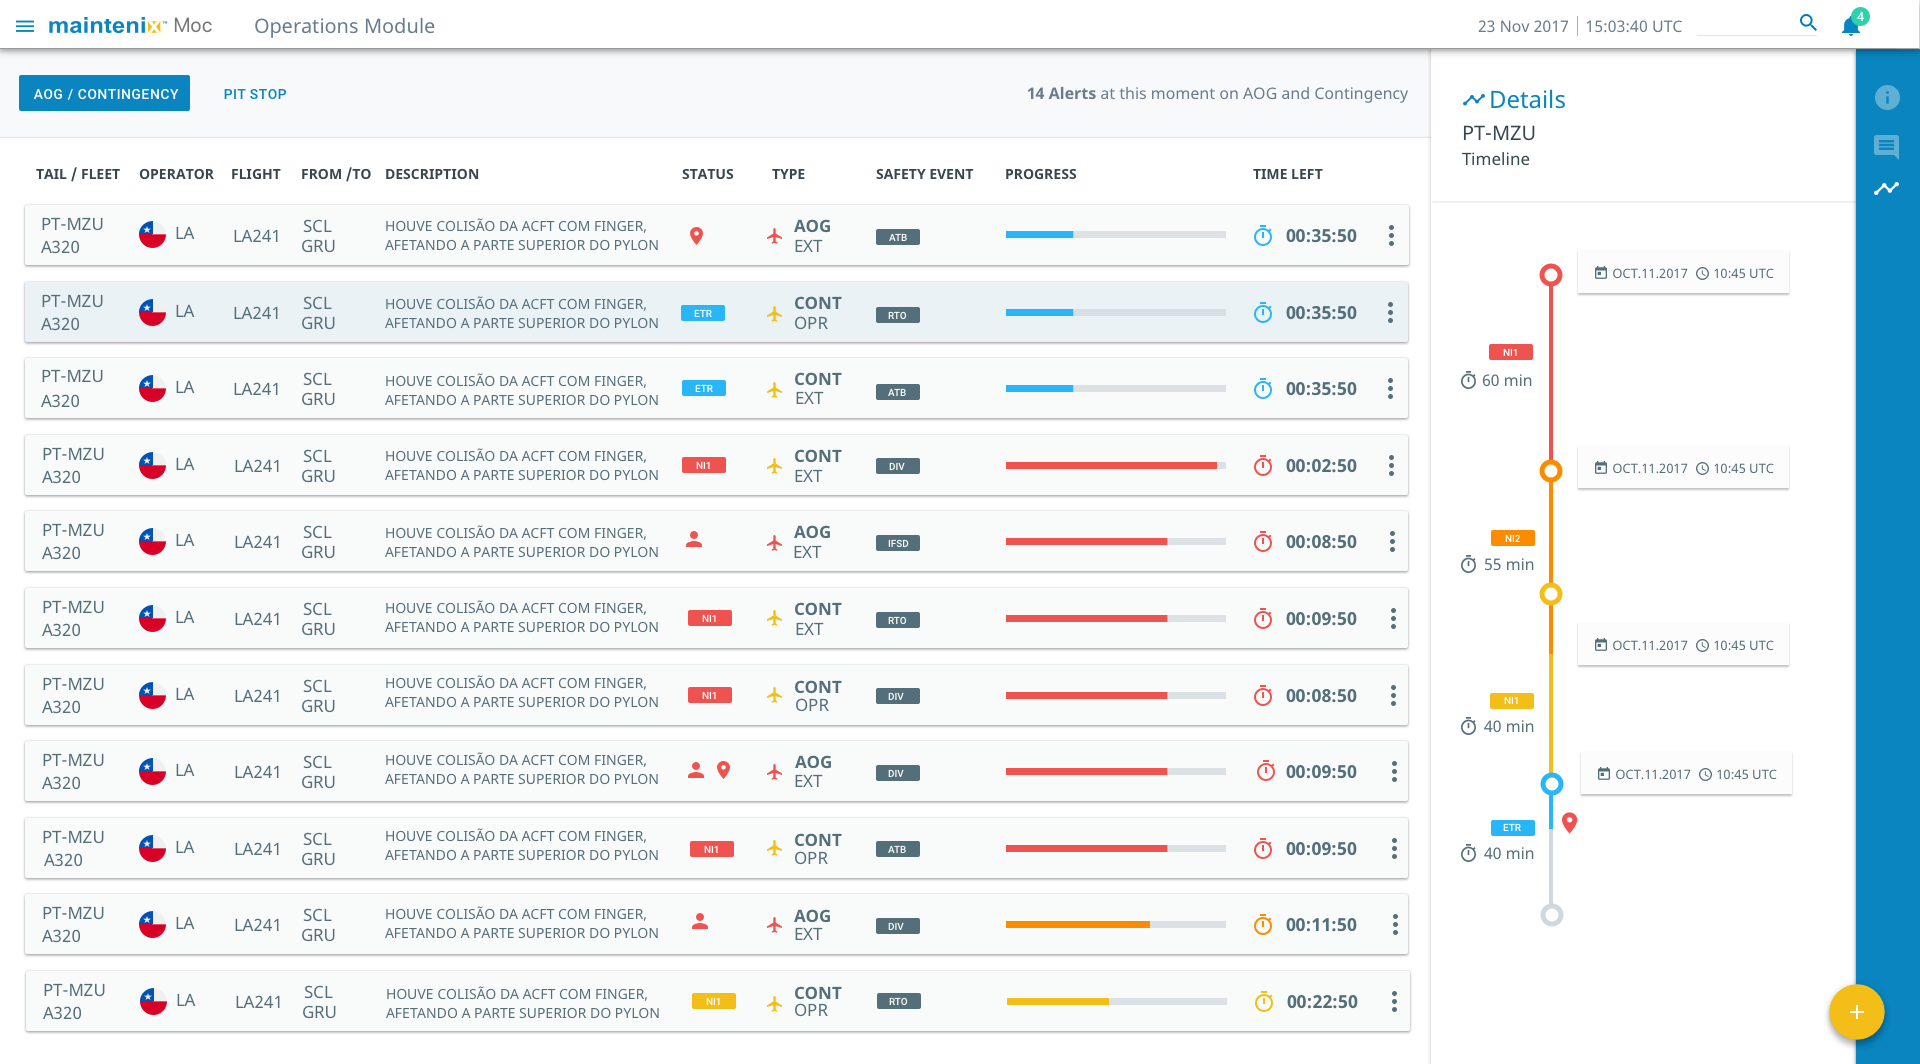 maintenix™ Moc
Operations Module
23 Nov 2017 | 15:03:40 UTC
4
AOG / CONTINGENCY
PIT STOP
14 Alerts at this moment on AOG and Contingency
TAIL / FLEET OPERATOR FLIGHT FROM /TO DESCRIPTION STATUS TYPE SAFETY EVENT PROGRESS TIME LEFT
PT-MZU LA LA241 SCL HOUVE COLISÃO DA ACFT COM FINGER, AOG ATB 00:35:50
A320 GRU AFETANDO A PARTE SUPERIOR DO PYLON EXT
PT-MZU LA LA241 SCL HOUVE COLISÃO DA ACFT COM FINGER, ETR CONT RTO 00:35:50
A320 GRU AFETANDO A PARTE SUPERIOR DO PYLON OPR
PT-MZU LA LA241 SCL HOUVE COLISÃO DA ACFT COM FINGER, ETR CONT ATB 00:35:50
A320 GRU AFETANDO A PARTE SUPERIOR DO PYLON EXT
PT-MZU LA LA241 SCL HOUVE COLISÃO DA ACFT COM FINGER, NI1 CONT DIV 00:02:50
A320 GRU AFETANDO A PARTE SUPERIOR DO PYLON EXT
PT-MZU LA LA241 SCL HOUVE COLISÃO DA ACFT COM FINGER, AOG IFSD 00:08:50
A320 GRU AFETANDO A PARTE SUPERIOR DO PYLON EXT
PT-MZU LA LA241 SCL HOUVE COLISÃO DA ACFT COM FINGER, NI1 CONT RTO 00:09:50
A320 GRU AFETANDO A PARTE SUPERIOR DO PYLON EXT
PT-MZU LA LA241 SCL HOUVE COLISÃO DA ACFT COM FINGER, NI1 CONT DIV 00:08:50
A320 GRU AFETANDO A PARTE SUPERIOR DO PYLON OPR
PT-MZU LA LA241 SCL HOUVE COLISÃO DA ACFT COM FINGER, AOG DIV 00:09:50
A320 GRU AFETANDO A PARTE SUPERIOR DO PYLON EXT
PT-MZU LA LA241 SCL HOUVE COLISÃO DA ACFT COM FINGER, NI1 CONT ATB 00:09:50
A320 GRU AFETANDO A PARTE SUPERIOR DO PYLON OPR
PT-MZU LA LA241 SCL HOUVE COLISÃO DA ACFT COM FINGER, AOG DIV 00:11:50
A320 GRU AFETANDO A PARTE SUPERIOR DO PYLON EXT
PT-MZU LA LA241 SCL HOUVE COLISÃO DA ACFT COM FINGER, NI1 CONT RTO 00:22:50
A320 GRU AFETANDO A PARTE SUPERIOR DO PYLON OPR
Details
PT-MZU
Timeline
OCT.11.2017 10:45 UTC
NI1
60 min
OCT.11.2017 10:45 UTC
NI2
55 min
OCT.11.2017 10:45 UTC
NI1
40 min
OCT.11.2017 10:45 UTC
ETR
40 min